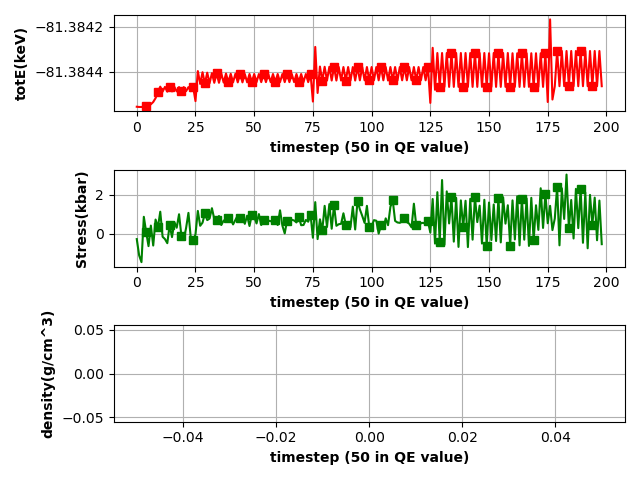 totE(keV)
−81.3842
−81.3844
0 25 50 75 100 125 150 175 200
timestep (50 in QE value)
Stress(kbar)
2
0
0 25 50 75 100 125 150 175 200
timestep (50 in QE value)
density(g/cm^3)
0.05
0.00
−0.05
−0.04 −0.02 0.00 0.02 0.04
timestep (50 in QE value)